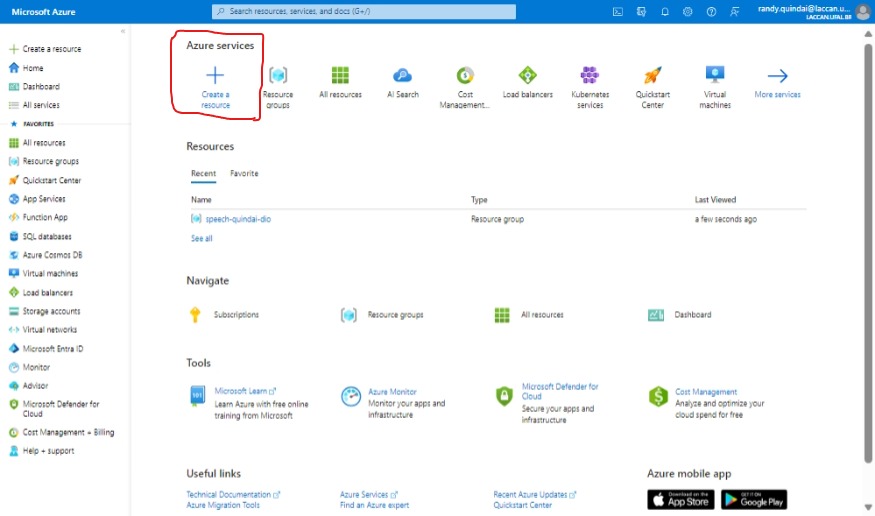 Microsoft Azure
Search resources, services, and docs (G+/)
randy.quindai@laccan.u...
LACCAN.UFAL.BR
Create a resource
Home
Dashboard
All services
FAVORITES
All resources
Resource groups
Quickstart Center
App Services
Function App
SQL databases
Azure Cosmos DB
Virtual machines
Load balancers
Storage accounts
Virtual networks
Microsoft Entra ID
Monitor
Advisor
Microsoft Defender for
Cloud
Cost Management + Billing
Help + support
Azure services
Create a
resource
Resource
groups
All resources
AI Search
Cost
Management...
Load balancers
Kubernetes
services
Quickstart
Center
Virtual
machines
More services
Resources
Recent
Favorite
Name
Type
Last Viewed
speech-quindai-dio
Resource group
a few seconds ago
See all
Navigate
Subscriptions
Resource groups
All resources
Dashboard
Tools
101
Microsoft Learn
Learn Azure with free online
training from Microsoft
Azure Monitor
Monitor your apps and
infrastructure
Microsoft Defender for
Cloud
Secure your apps and
infrastructure
Cost Management
Analyze and optimize your
cloud spend for free
Useful links
Technical Documentation
Azure Migration Tools
Azure Services
Find an Azure expert
Recent Azure Updates
Quickstart Center
Azure mobile app
Download on the
App Store
GET IT ON
Google Play